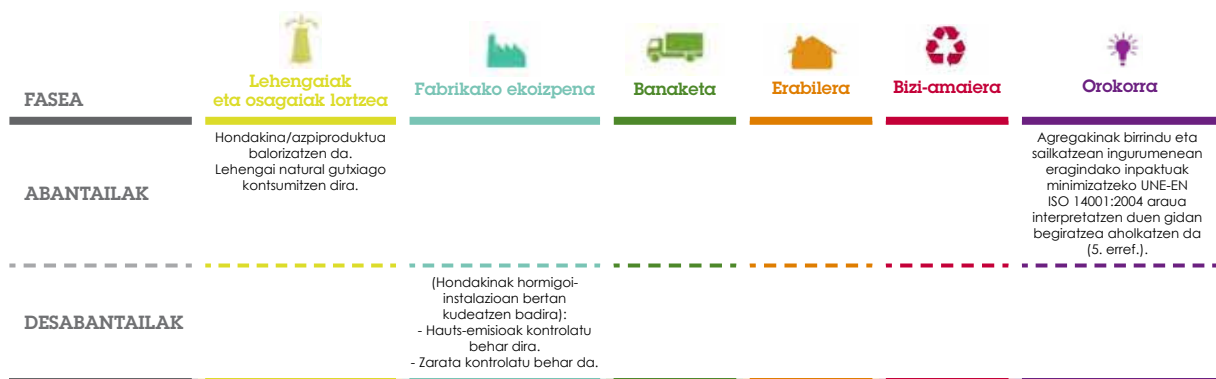 FASEA
Lehengaiak
eta osagaiak lortzea
Fabrikako ekoizpena
Banaketa
Erabilera
Bizi-amaiera
Orokorra
ABANTAILAK
Hondakina/azpiproduktua
balorizatzen da.
Lehengai natural gutxiago
kontsumitzen dira.
Agregakinak birrindu eta
sailkatzean ingurumenean
eragindako inpaktuak
minimizatzeko UNE-EN
ISO 14001:2004 araua
interpretatzen duen gidan
begiratzea aholkatzen da
(5. erref.).
DESABANTAILAK
(Hondakinak hormigoi-
instalazioan bertan
kudeatzen badira):
- Hauts-emisioak kontrolatu
behar dira.
- Zarata kontrolatu behar da.